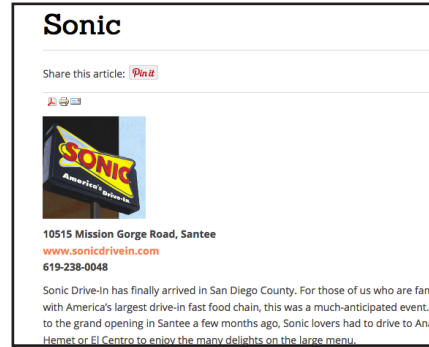 Sonic
Share this article: Pin it
SONIC
America's Drive-In
10515 Mission Gorge Road, Santee
www.sonicdrivein.com
619-238-0048
Sonic Drive-In has finally arrived in San Diego County. For those of us who are
with America's largest drive-in fast food chain, this was a much-anticipated event.
to the grand opening in Santee a few months ago, Sonic lovers had to drive to
Hemet or El Centro to enjoy the many delights on the large menu.